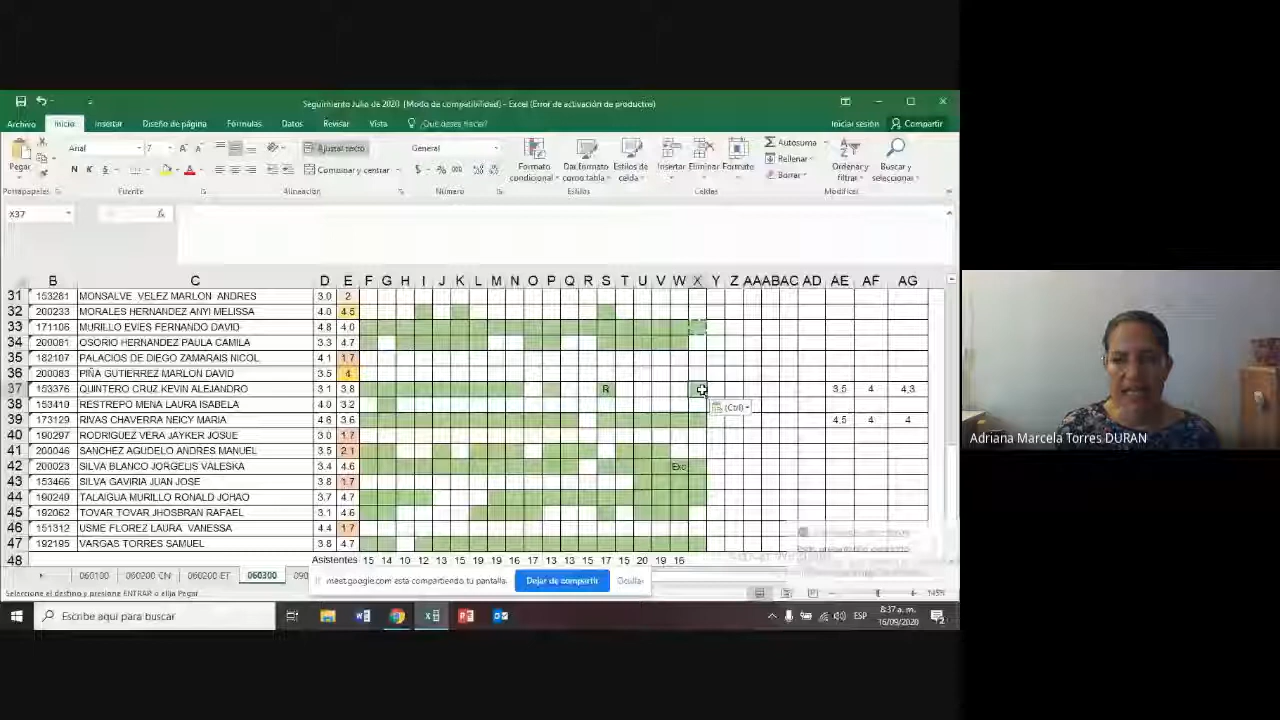 Seguimiento Julio de 2020 [Modo de compatibilidad] - Excel (Error de activación de productos)
Archivo Inicio Insertar Diseño de página Fórmulas Datos Revisar Vista ¿Qué desea hacer? Iniciar sesión Compartir
Pegar Arial 7 Ajustar texto General Formato condicional Dar formato como tabla Estilos de celda Insertar Eliminar Formato Autosuma Ordenar y filtrar Buscar y seleccionar
N K S Combinar y centrar $ % 000 Rellenar
Borrar
Portapapeles Fuente Alineación Número Estilos Celdas Modificar
X37 fx
B C D E F G H I J K L M N O P Q R S T U V W X Y Z AA AB AC AD AE AF AG
31 153281 MONSALVE VELEZ MARLON ANDRES 3.0 2
32 200233 MORALES HERNANDEZ ANYI MELISSA 4.0 4.5
33 171106 MURILLO EVIES FERNANDO DAVID 4.8 4.0
34 200081 OSORIO HERNANDEZ PAULA CAMILA 3.3 4.7
35 182107 PALACIOS DE DIEGO ZAMARAIS NICOL 4.1 1.7
36 200083 PIÑA GUTIERREZ MARLON DAVID 3.5 4
37 153376 QUINTERO CRUZ KEVIN ALEJANDRO 3.1 3.8 R 3.5 4 4.3
(Ctrl)
38 153410 RESTREPO MENA LAURA ISABELA 4.0 3.2
39 173129 RIVAS CHAVERRA NEICY MARIA 4.6 3.6 4.5 4 4
40 190297 RODRIGUEZ VERA JAYKER JOSUE 3.0 1.7
41 200046 SANCHEZ AGUDELO ANDRES MANUEL 3.5 2.1
42 200023 SILVA BLANCO JORGELIS VALESKA 3.4 4.6 Exc
43 153466 SILVA GAVIRIA JUAN JOSE 3.8 1.7
44 190249 TALAIGUA MURILLO RONALD JOHAO 3.7 4.7
45 192062 TOVAR TOVAR JHOSBRAN RAFAEL 3.1 4.6
46 151312 USME FLOREZ LAURA VANESSA 4.4 1.7
47 192195 VARGAS TORRES SAMUEL 3.8 4.7
48 Asistentes 15 14 10 12 13 15 19 19 16 17 13 16 15 17 15 20 19 16
060100 060200 CN 060200 ET 060300
meet.google.com está compartiendo tu pantalla. Dejar de compartir Ocultar
Seleccione el destino y presione ENTRAR o elija Pegar 145%
Escribe aquí para buscar ESP 8:37 a. m.
16/09/2020
Adriana Marcela Torres DURAN